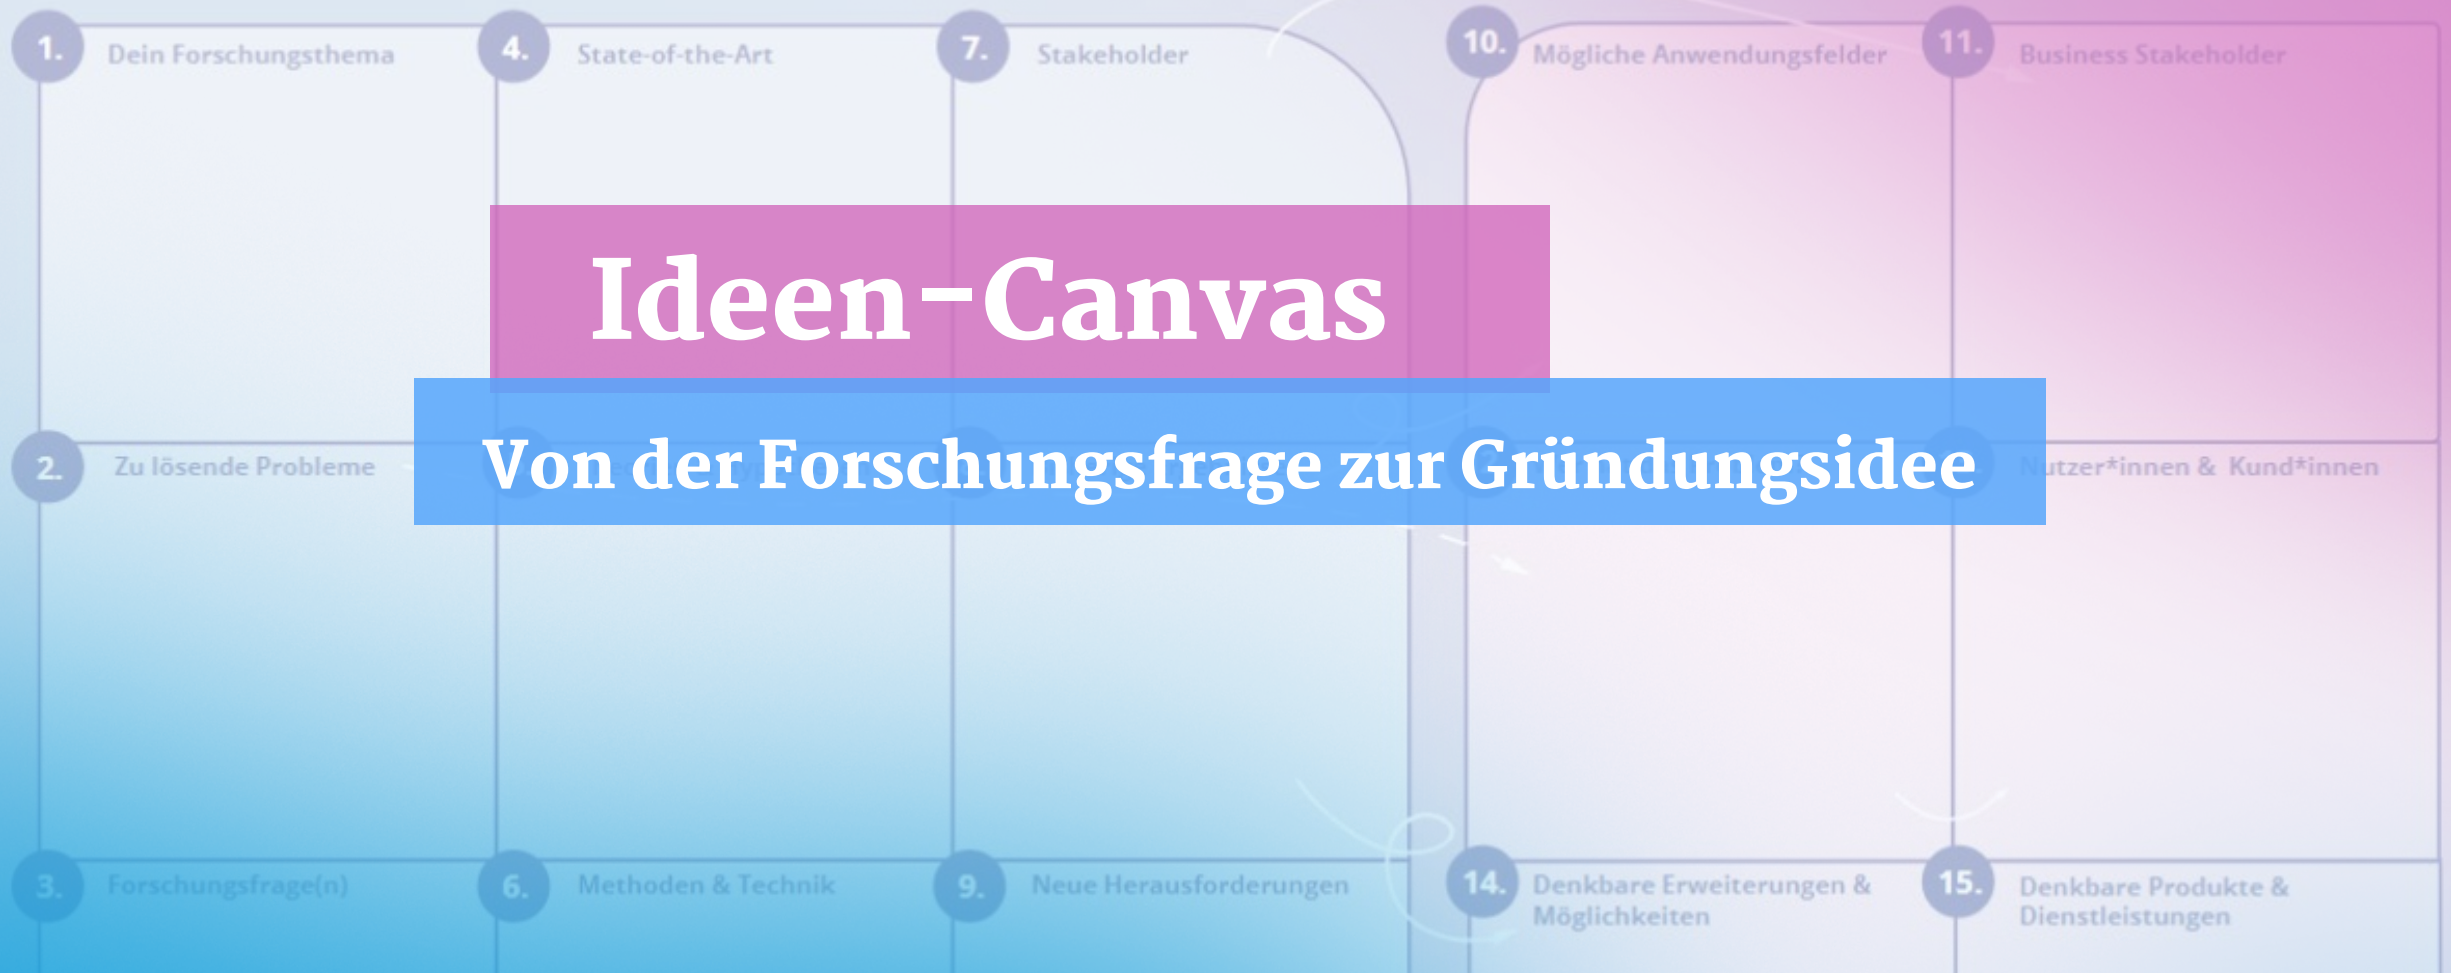 1. Dein Forschungsthema
4. State-of-the-Art
7. Stakeholder
10. Mögliche Anwendungsfelder
11. Business Stakeholder
Ideen-Canvas
Von der Forschungsfrage zur Gründungsidee
2. Zu lösende Probleme
Nutzer*innen & Kund*innen
3. Forschungsfrage(n)
6. Methoden & Technik
9. Neue Herausforderungen
14. Denkbare Erweiterungen &
Möglichkeiten
15. Denkbare Produkte &
Dienstleistungen